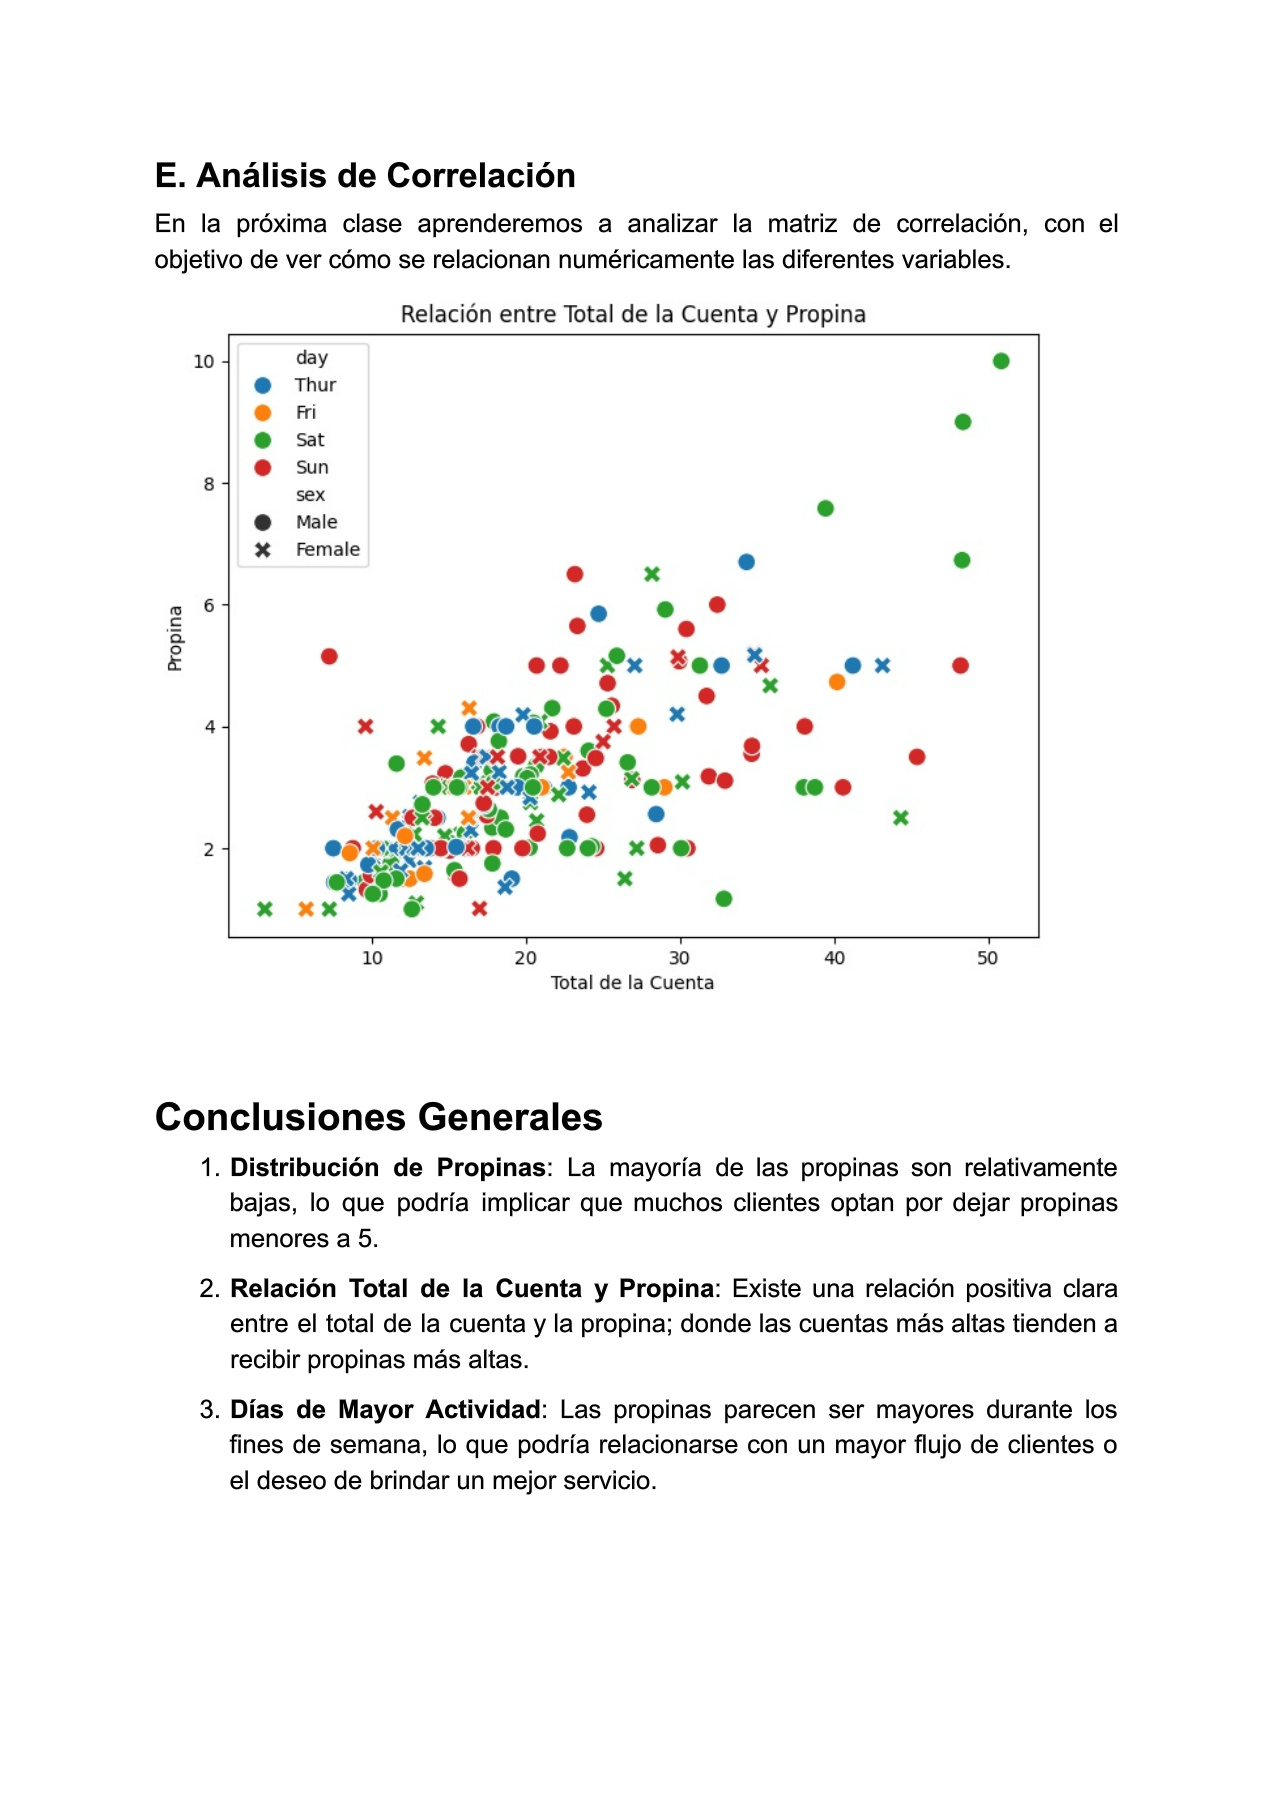 E. Análisis de Correlación
En la próxima clase aprenderemos a analizar la matriz de correlación, con el
objetivo de ver cómo se relacionan numéricamente las diferentes variables.
Relación entre Total de la Cuenta y Propina
day
Thur
Fri
Sat
Sun
sex
Male
Female
10
8
6
4
2
Propina
10 20 30 40 50
Total de la Cuenta
Conclusiones Generales
1. Distribución de Propinas: La mayoría de las propinas son relativamente
bajas, lo que podría implicar que muchos clientes optan por dejar propinas
menores a 5.
2. Relación Total de la Cuenta y Propina: Existe una relación positiva clara
entre el total de la cuenta y la propina; donde las cuentas más altas tienden a
recibir propinas más altas.
3. Días de Mayor Actividad: Las propinas parecen ser mayores durante los
fines de semana, lo que podría relacionarse con un mayor flujo de clientes o
el deseo de brindar un mejor servicio.